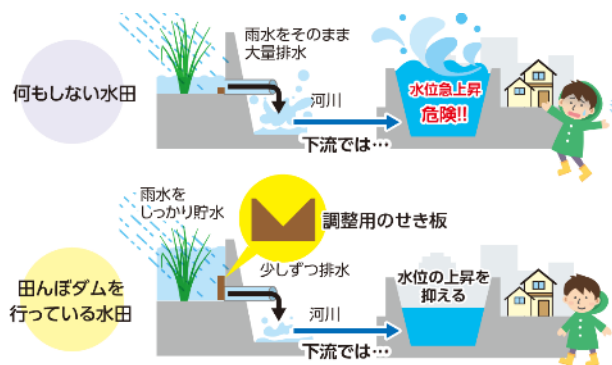 雨水をそのまま
大量排水
何もしない水田
河川
下流では…
水位急上昇
危険!!
雨水を
しっかり貯水
調整用のせき板
田んぼダムを
行っている水田
少しずつ排水
河川
下流では…
水位の上昇を
抑える